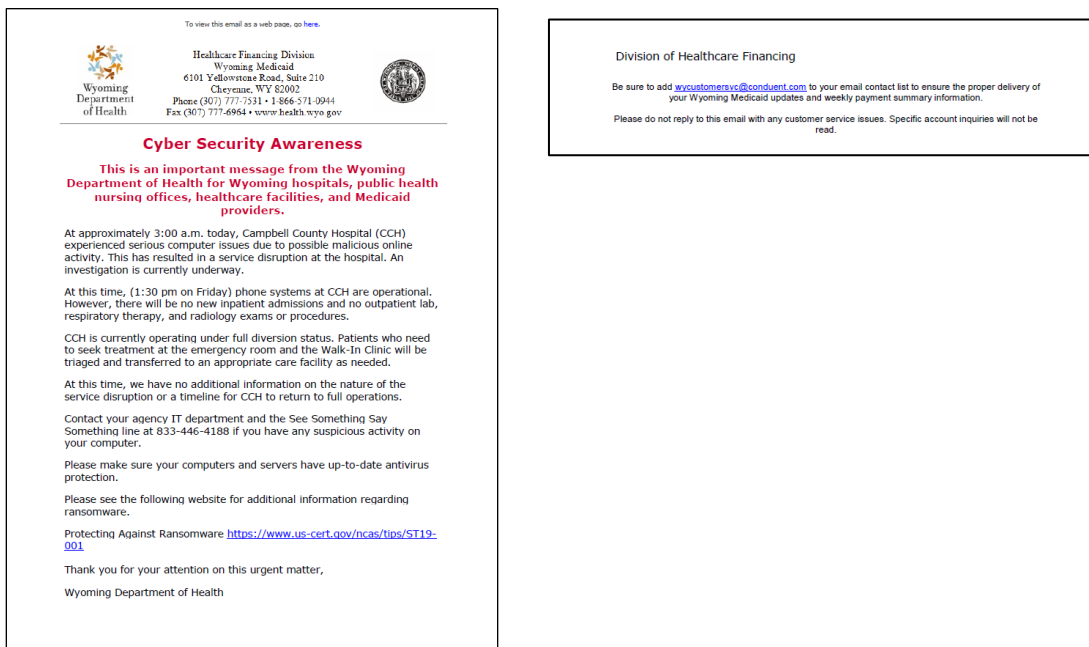 To view this email as a web page, go here.
Wyoming
Department
of Health
Healthcare Financing Division
Wyoming Medicaid
6101 Yellowstone Road, Suite 210
Cheyenne, WY 82002
Phone (307) 777-7531 • 1-866-571-0944
Fax (307) 777-6964 • www.health.wyo.gov
Cyber Security Awareness
This is an important message from the Wyoming
Department of Health for Wyoming hospitals, public health
nursing offices, healthcare facilities, and Medicaid
providers.
At approximately 3:00 a.m. today, Campbell County Hospital (CCH)
experienced serious computer issues due to possible malicious online
activity. This has resulted in a service disruption at the hospital. An
investigation is currently underway.
At this time, (1:30 pm on Friday) phone systems at CCH are operational.
However, there will be no new inpatient admissions and no outpatient lab,
respiratory therapy, and radiology exams or procedures.
CCH is currently operating under full diversion status. Patients who need
to seek treatment at the emergency room and the Walk-In Clinic will be
triaged and transferred to an appropriate care facility as needed.
At this time, we have no additional information on the nature of the
service disruption or a timeline for CCH to return to full operations.
Contact your agency IT department and the See Something Say
Something line at 833-446-4188 if you have any suspicious activity on
your computer.
Please make sure your computers and servers have up-to-date antivirus
protection.
Please see the following website for additional information regarding
ransomware.
Protecting Against Ransomware https://www.us-cert.gov/ncas/tips/ST19-
001
Thank you for your attention on this urgent matter,
Wyoming Department of Health
Division of Healthcare Financing
Be sure to add wycustomersvc@conduent.com to your email contact list to ensure the proper delivery of
your Wyoming Medicaid updates and weekly payment summary information.
Please do not reply to this email with any customer service issues. Specific account inquiries will not be
read.